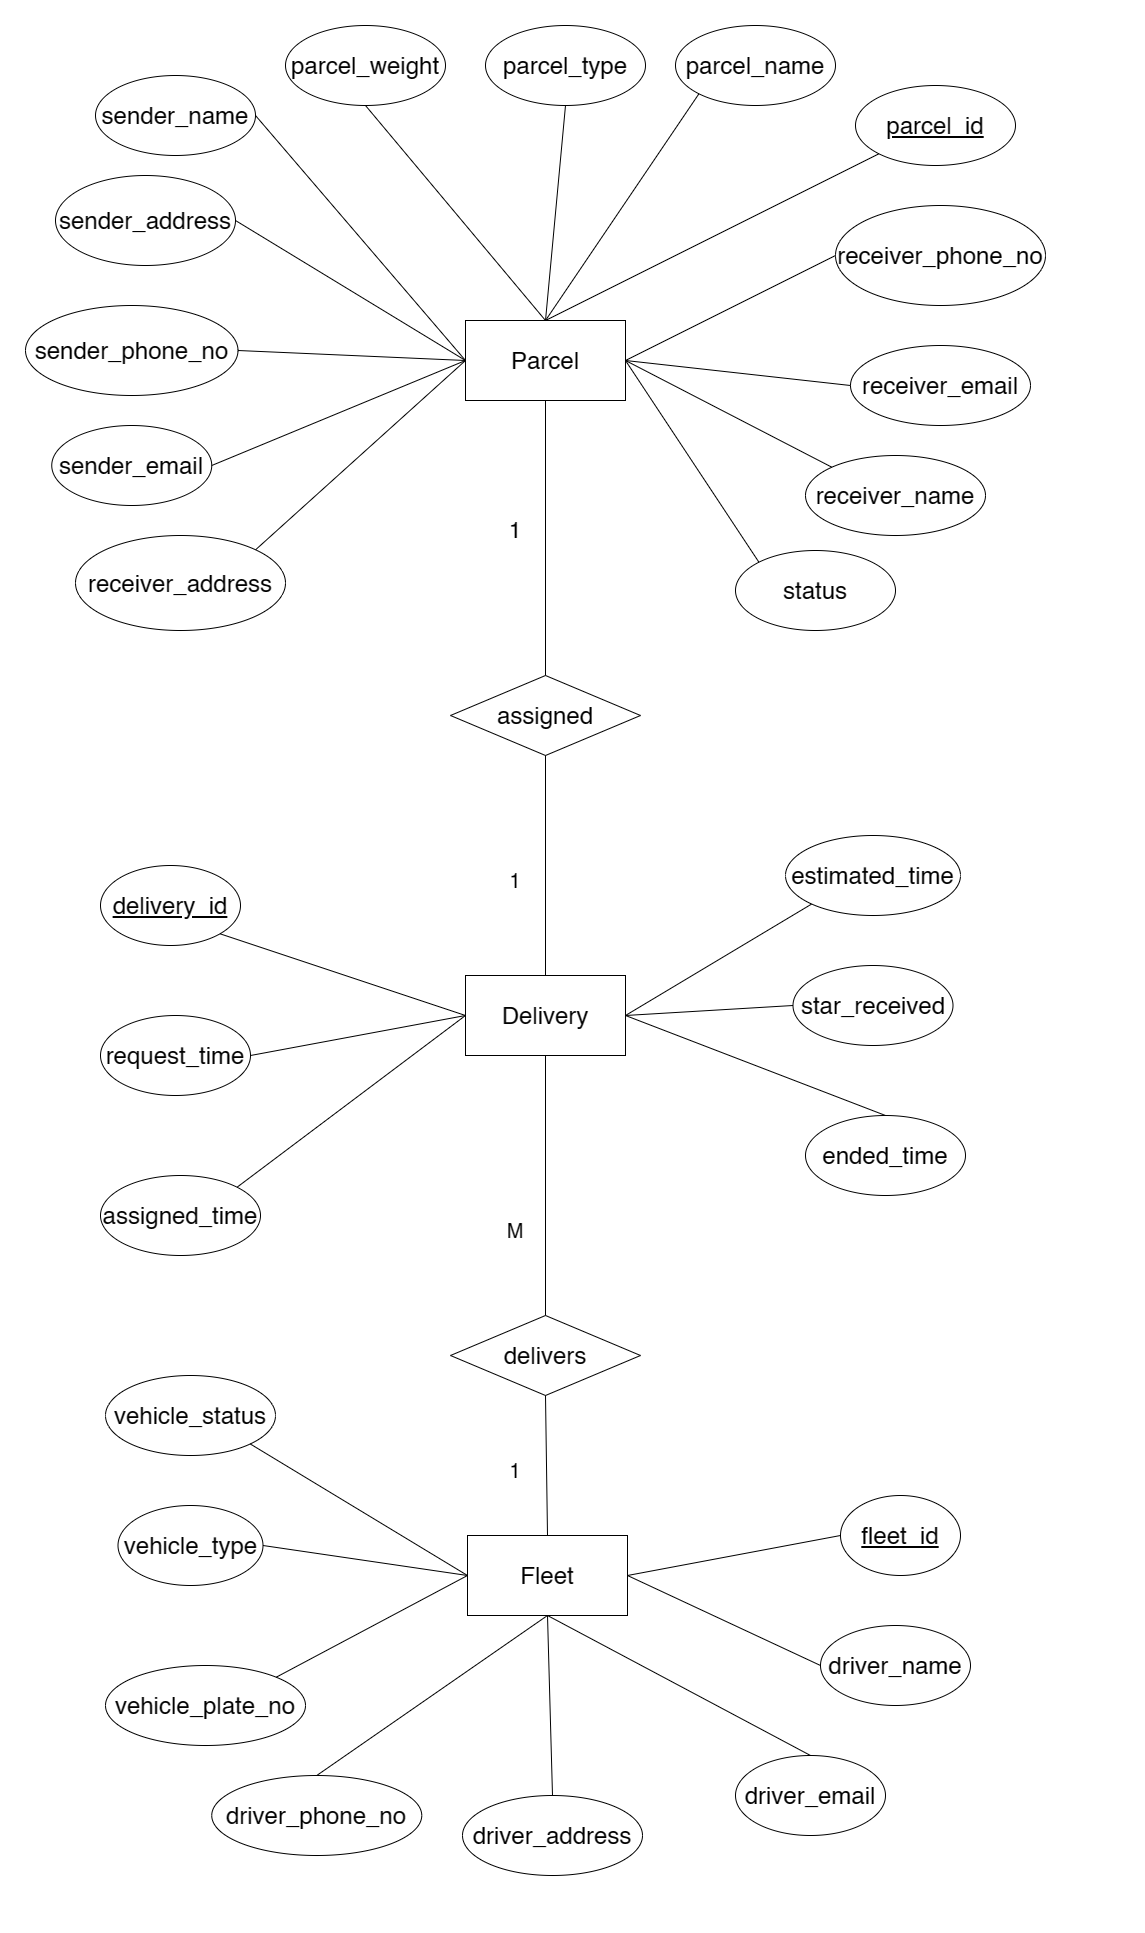 parcel_weight
parcel_type
parcel_name
sender_name
parcel_id
sender_address
receiver_phone_no
sender_phone_no
Parcel
receiver_email
sender_email
receiver_name
1
receiver_address
status
assigned
1
estimated_time
delivery_id
star_received
Delivery
request_time
ended_time
assigned_time
M
delivers
vehicle_status
1
fleet_id
vehicle_type
Fleet
driver_name
vehicle_plate_no
driver_email
driver_phone_no
driver_address